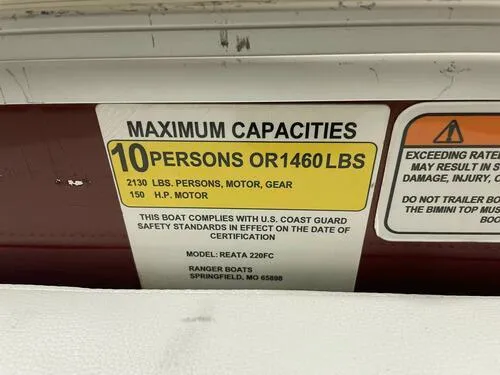 MAXIMUM CAPACITIES
10 PERSONS OR 1460 LBS
2130 LBS. PERSONS, MOTOR, GEAR
150 H.P. MOTOR
THIS BOAT COMPLIES WITH U.S. COAST GUARD
SAFETY STANDARDS IN EFFECT ON THE DATE OF
CERTIFICATION
MODEL: REATA 220FC
RANGER BOATS
SPRINGFIELD, MO 65898
EXCEEDING RATE
MAY RESULT IN S
DAMAGE, INJURY,
DO NOT TRAILER BO
THE BIMINI TOP MUS
BOO